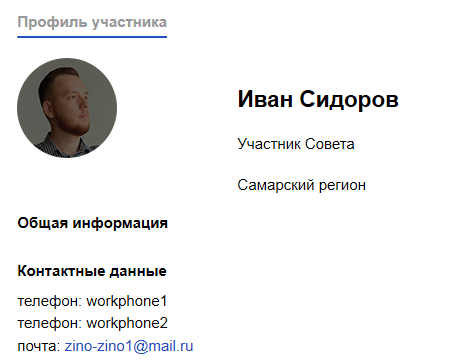 Профиль участника
Иван Сидоров
Участник Совета
Самарский регион
Общая информация
Контактные данные
телефон: workphone1
телефон: workphone2
почта: zino-zino1@mail.ru